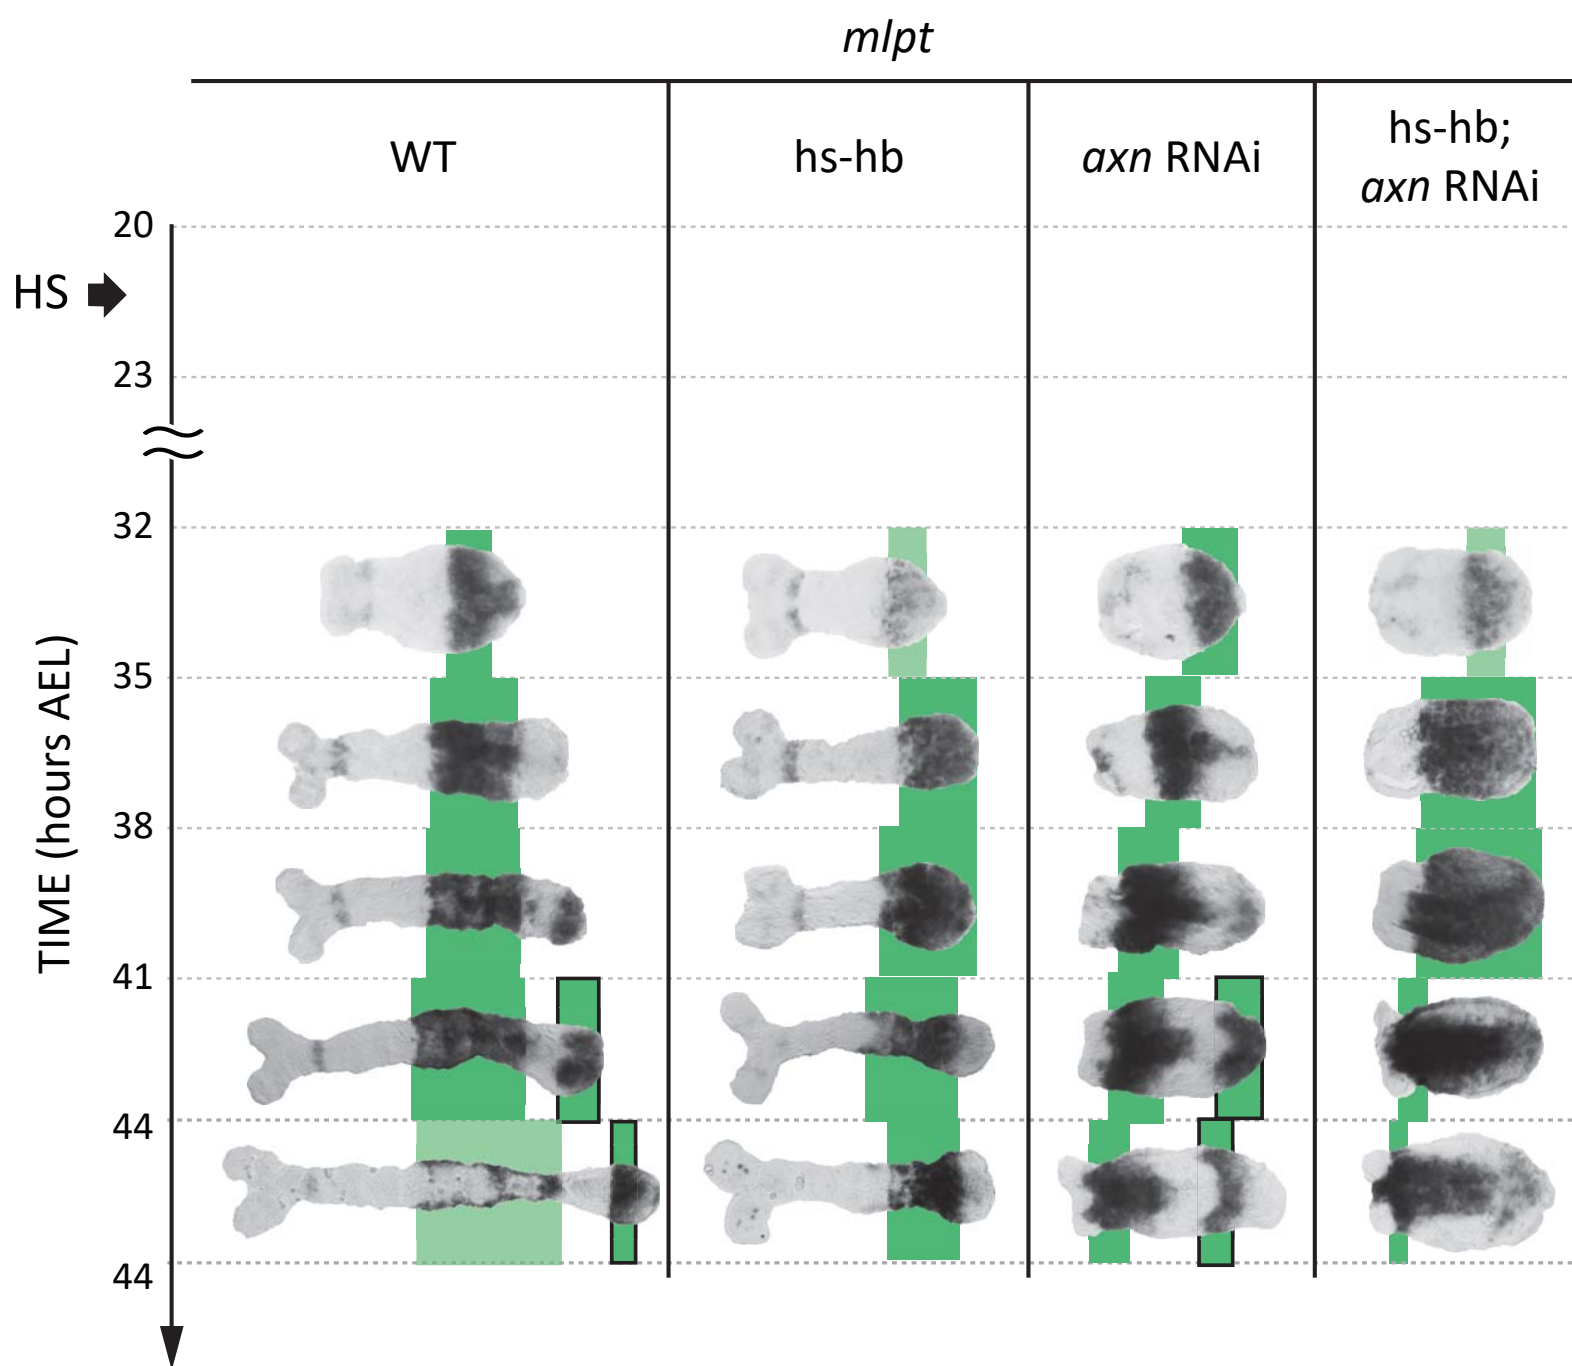 mlpt
WT
hs-hb
axn RNAi
hs-hb;
axn RNAi
20
HS
23
32
35
38
41
44
44
TIME (hours AEL)